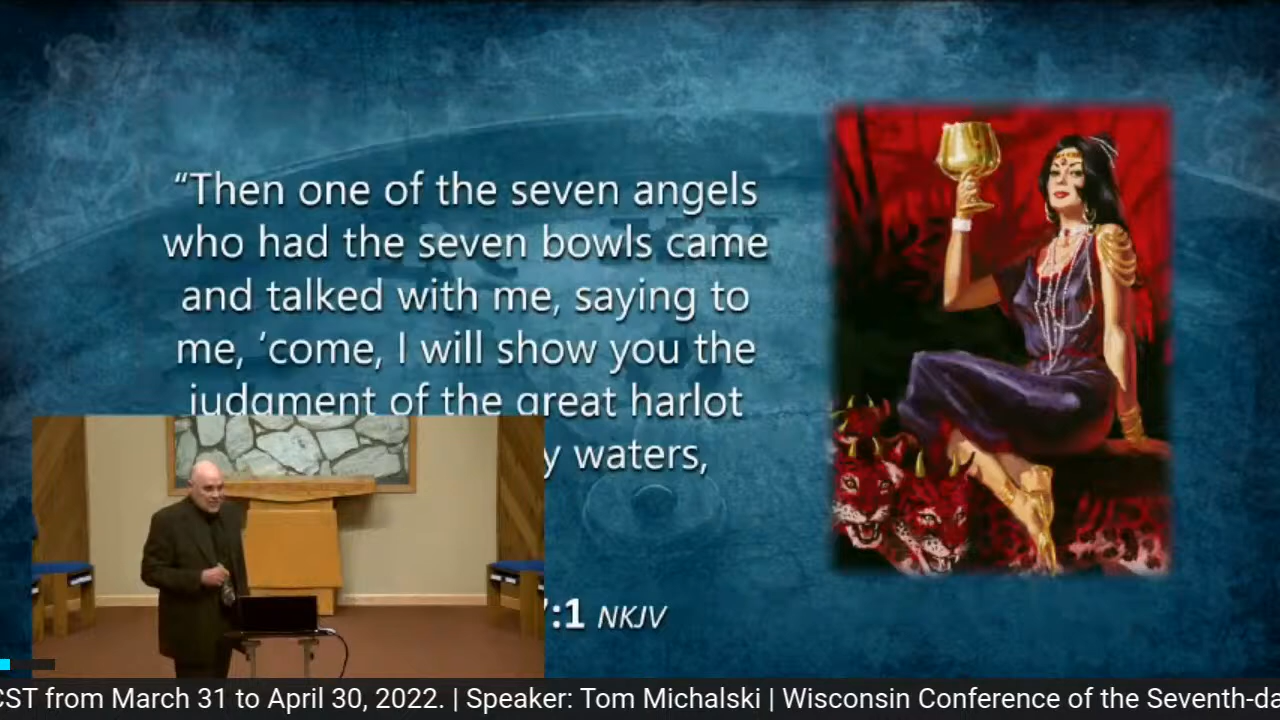 “Then one of the seven angels
who had the seven bowls came
and talked with me, saying to
me, ‘come, I will show you the
judgment of the great harlot
y waters,
7:1 NKJV
CST from March 31 to April 30, 2022. | Speaker: Tom Michalski | Wisconsin Conference of the Seventh-da